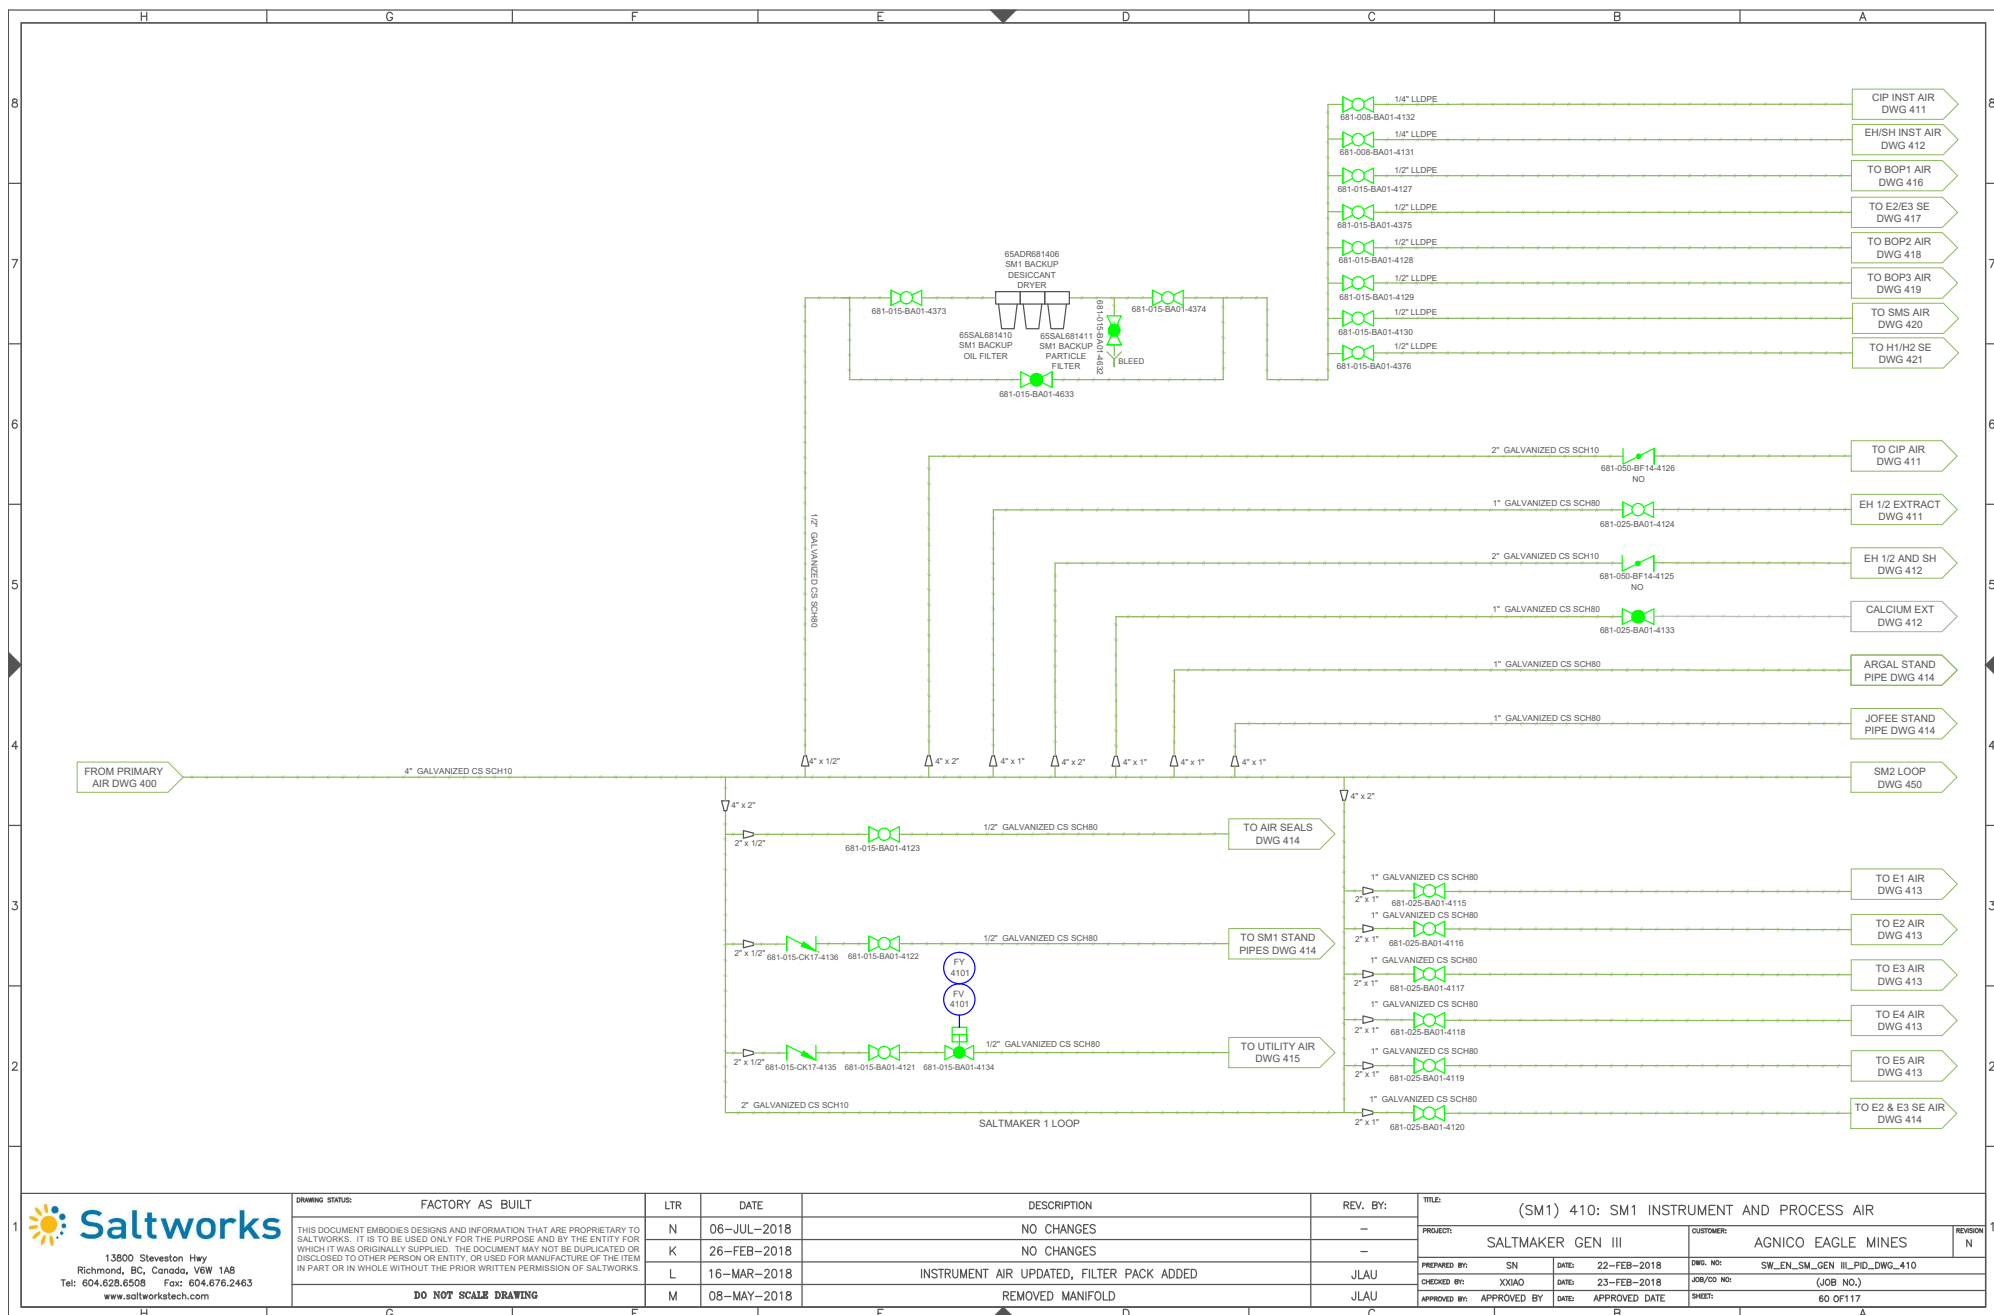 H G F E D C B A
8
7
6
5
4
3
2
1
8
7
6
5
4
3
2
1
1/4" LLDPE
681-008-BA01-4132
CIP INST AIR
DWG 411
1/4" LLDPE
681-008-BA01-4131
EH/SH INST AIR
DWG 412
1/2" LLDPE
681-015-BA01-4127
TO BOP1 AIR
DWG 416
1/2" LLDPE
681-015-BA01-4375
TO E2/E3 SE
DWG 417
1/2" LLDPE
681-015-BA01-4128
TO BOP2 AIR
DWG 418
1/2" LLDPE
681-015-BA01-4129
TO BOP3 AIR
DWG 419
1/2" LLDPE
681-015-BA01-4130
TO SMS AIR
DWG 420
1/2" LLDPE
681-015-BA01-4376
TO H1/H2 SE
DWG 421
65ADR681406
SM1 BACKUP
DESICCANT
DRYER
681-015-BA01-4373
65SAL681410
SM1 BACKUP
OIL FILTER
65SAL681411
SM1 BACKUP
PARTICLE
FILTER
681-015-BA01-4632
BLEED
681-015-BA01-4374
681-015-BA01-4633
1/2" GALVANIZED CS SCH80
2" GALVANIZED CS SCH10
681-050-BF14-4126
NO
TO CIP AIR
DWG 411
1" GALVANIZED CS SCH80
681-025-BA01-4124
EH 1/2 EXTRACT
DWG 411
2" GALVANIZED CS SCH10
681-050-BF14-4125
NO
EH 1/2 AND SH
DWG 412
1" GALVANIZED CS SCH80
681-025-BA01-4133
CALCIUM EXT
DWG 412
1" GALVANIZED CS SCH80
ARGAL STAND
PIPE DWG 414
1" GALVANIZED CS SCH80
JOFEE STAND
PIPE DWG 414
4" x 1/2"
4" x 2"
4" x 1"
4" x 2"
4" x 1"
4" x 1"
4" x 1"
FROM PRIMARY
AIR DWG 400
4" GALVANIZED CS SCH10
SM2 LOOP
DWG 450
4" x 2"
4" x 2"
2" x 1/2"
681-015-BA01-4123
1/2" GALVANIZED CS SCH80
TO AIR SEALS
DWG 414
2" x 1/2"
681-015-CK17-4136
681-015-BA01-4122
1/2" GALVANIZED CS SCH80
TO SM1 STAND
PIPES DWG 414
FY
4101
FV
4101
2" x 1/2"
681-015-CK17-4135
681-015-BA01-4121
681-015-BA01-4134
1/2" GALVANIZED CS SCH80
TO UTILITY AIR
DWG 415
2" GALVANIZED CS SCH10
SALTMAKER 1 LOOP
1" GALVANIZED CS SCH80
2" x 1"
681-025-BA01-4115
TO E1 AIR
DWG 413
1" GALVANIZED CS SCH80
2" x 1"
681-025-BA01-4116
TO E2 AIR
DWG 413
1" GALVANIZED CS SCH80
2" x 1"
681-025-BA01-4117
TO E3 AIR
DWG 413
1" GALVANIZED CS SCH80
2" x 1"
681-025-BA01-4118
TO E4 AIR
DWG 413
1" GALVANIZED CS SCH80
2" x 1"
681-025-BA01-4119
TO E5 AIR
DWG 413
1" GALVANIZED CS SCH80
2" x 1"
681-025-BA01-4120
TO E2 & E3 SE AIR
DWG 414
Saltworks
13800 Steveston Hwy
Richmond, BC, Canada, V6W 1A8
Tel: 604.628.6508 Fax: 604.676.2463
www.saltworkstech.com
DRAWING STATUS:
FACTORY AS BUILT
THIS DOCUMENT EMBODIES DESIGNS AND INFORMATION THAT ARE PROPRIETARY TO
SALTWORKS. IT IS TO BE USED ONLY FOR THE PURPOSE AND BY THE ENTITY FOR
WHICH IT WAS ORIGINALLY SUPPLIED. THE DOCUMENT MAY NOT BE DUPLICATED OR
DISCLOSED TO OTHER PERSON OR ENTITY, OR USED FOR MANUFACTURE OF THE ITEM
IN PART OR IN WHOLE WITHOUT THE PRIOR WRITTEN PERMISSION OF SALTWORKS.
DO NOT SCALE DRAWING
LTR DATE DESCRIPTION REV. BY:
N 06-JUL-2018 NO CHANGES -
K 26-FEB-2018 NO CHANGES -
L 16-MAR-2018 INSTRUMENT AIR UPDATED, FILTER PACK ADDED JLAU
M 08-MAY-2018 REMOVED MANIFOLD JLAU
TITLE:
(SM1) 410: SM1 INSTRUMENT AND PROCESS AIR
PROJECT:
SALTMAKER GEN III
CUSTOMER:
AGNICO EAGLE MINES
REVISION
N
PREPARED BY: SN DATE: 22-FEB-2018 DWG. NO: SW_EN_SM_GEN III_PID_DWG_410
CHECKED BY: XXIAO DATE: 23-FEB-2018 JOB/CO NO: (JOB NO.)
APPROVED BY: APPROVED BY DATE: APPROVED DATE SHEET: 60 OF117
H G F E D C B A